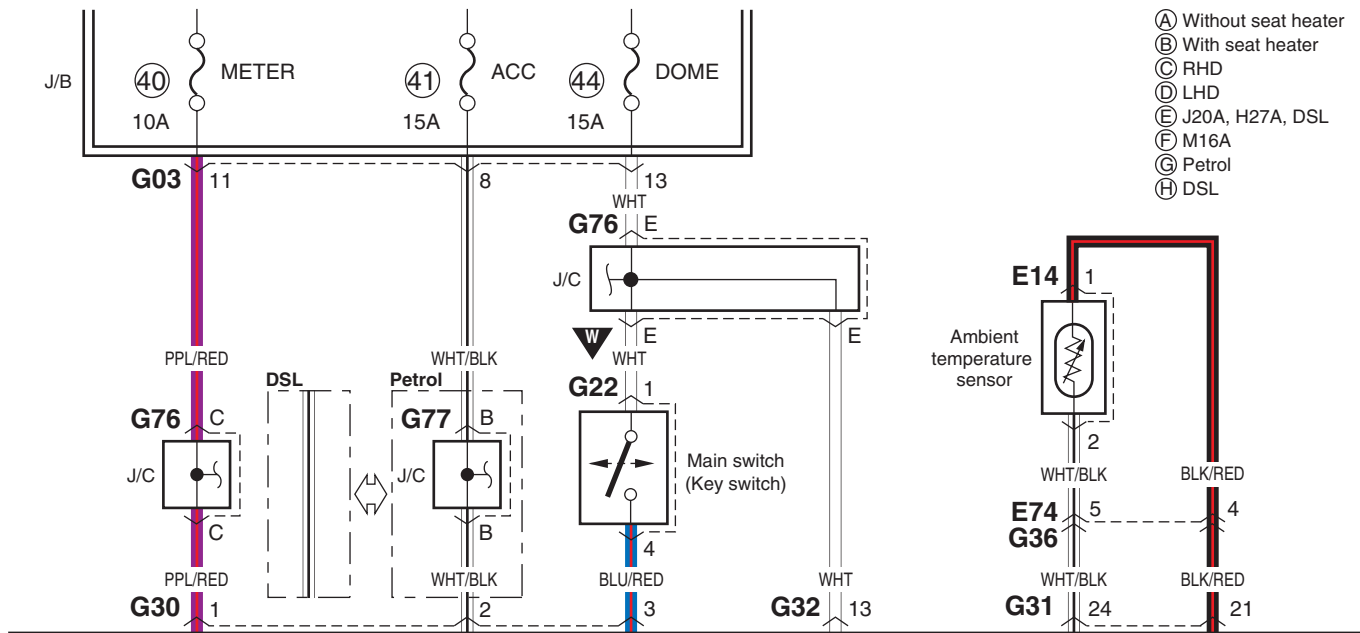 J/B
40 METER
10A
41 ACC
15A
44 DOME
15A
A Without seat heater
B With seat heater
C RHD
D LHD
E J20A, H27A, DSL
F M16A
G Petrol
H DSL
G03 11
8
13
WHT
G76 E
J/C
E
E
W
WHT
PPL/RED
WHT/BLK
DSL
Petrol
G76 C
J/C
C
G77 B
J/C
B
G22 1
Main switch
(Key switch)
4
E14 1
Ambient
temperature
sensor
2
WHT/BLK
BLK/RED
E74 5
4
G36
PPL/RED
WHT/BLK
BLU/RED
WHT
WHT/BLK
BLK/RED
G30 1
2
3
G32 13
G31 24
21